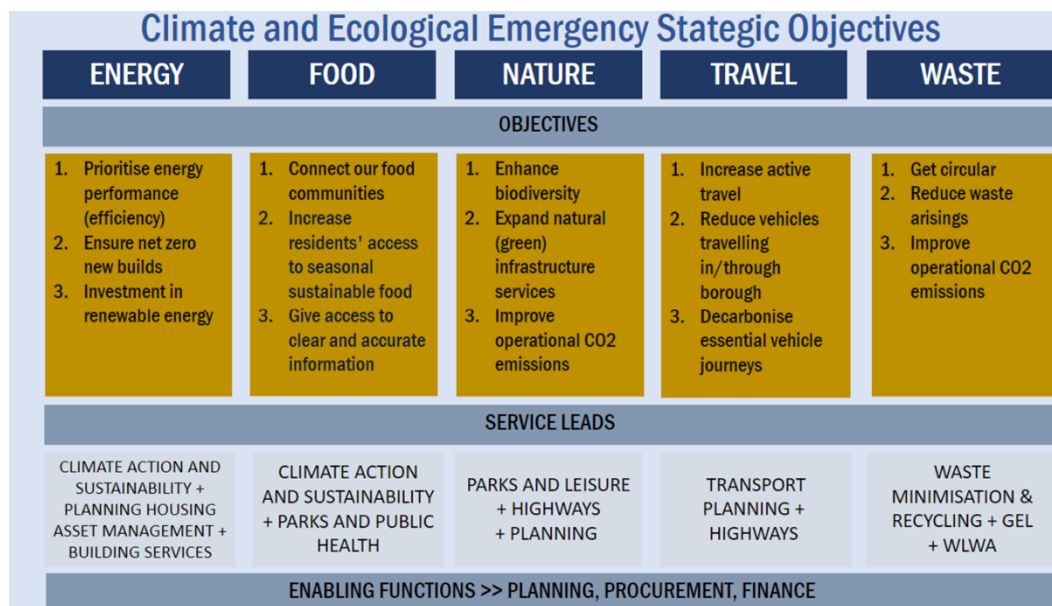 Climate and Ecological Emergency Stategic Objectives
ENERGY
FOOD
NATURE
TRAVEL
WASTE
OBJECTIVES
1. Prioritise energy
performance
(efficiency)
2. Ensure net zero
new builds
3. Investment in
renewable energy
1. Connect our food
communities
2. Increase
residents' access
to seasonal
sustainable food
3. Give access to
clear and accurate
information
1. Enhance
biodiversity
2. Expand natural
(green)
infrastructure
services
3. Improve
operational CO2
emissions
1. Increase active
travel
2. Reduce vehicles
travelling
in/through
borough
3. Decarbonise
essential vehicle
journeys
1. Get circular
2. Reduce waste
arisings
3. Improve
operational CO2
emissions
SERVICE LEADS
CLIMATE ACTION AND
SUSTAINABILITY +
PLANNING HOUSING
ASSET MANAGEMENT +
BUILDING SERVICES
CLIMATE ACTION
AND SUSTAINABILITY
+ PARKS AND PUBLIC
HEALTH
PARKS AND LEISURE
+ HIGHWAYS
+ PLANNING
TRANSPORT
PLANNING +
HIGHWAYS
WASTE
MINIMISATION &
RECYCLING + GEL
+ WLWA
ENABLING FUNCTIONS >> PLANNING, PROCUREMENT, FINANCE